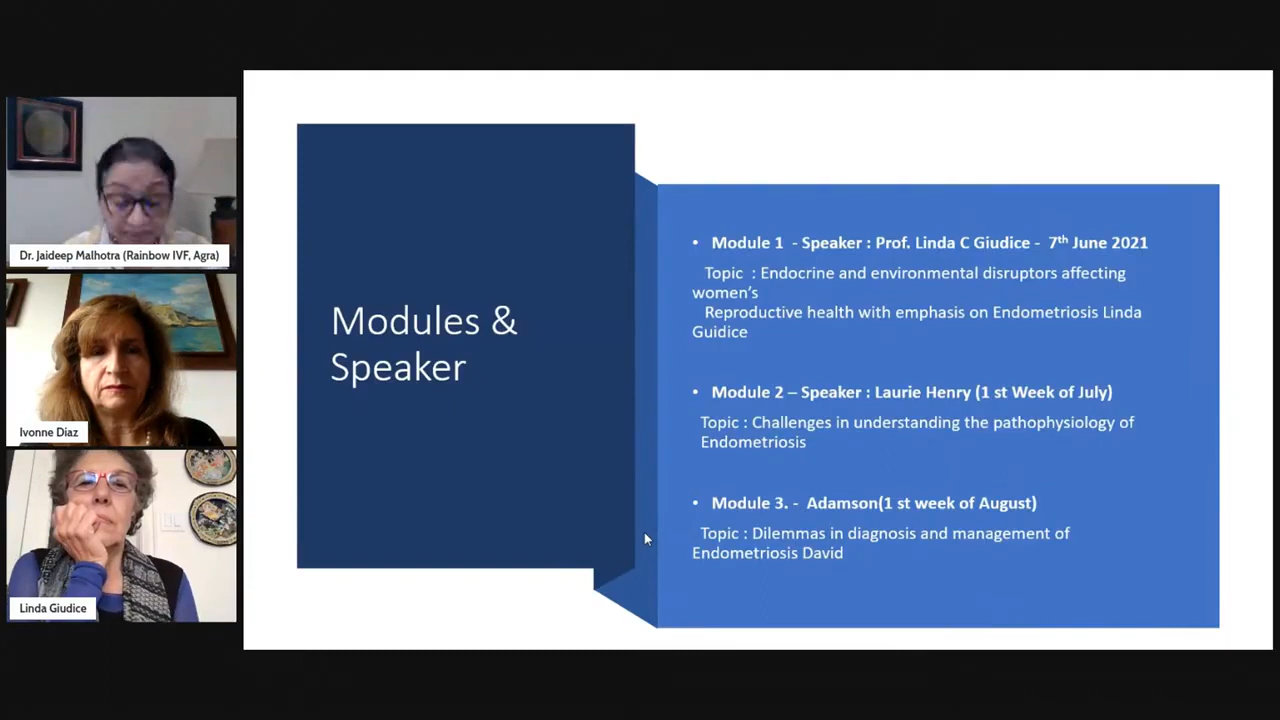 Dr. Jaideep Malhotra (Rainbow IVF, Agra)
Ivonne Diaz
Linda Giudice
Modules &
Speaker
• Module 1 - Speaker : Prof. Linda C Giudice - 7th June 2021
Topic : Endocrine and environmental disruptors affecting
women's
Reproductive health with emphasis on Endometriosis Linda
Guidice
• Module 2 – Speaker : Laurie Henry (1 st Week of July)
Topic : Challenges in understanding the pathophysiology of
Endometriosis
• Module 3. - Adamson(1 st week of August)
Topic : Dilemmas in diagnosis and management of
Endometriosis David